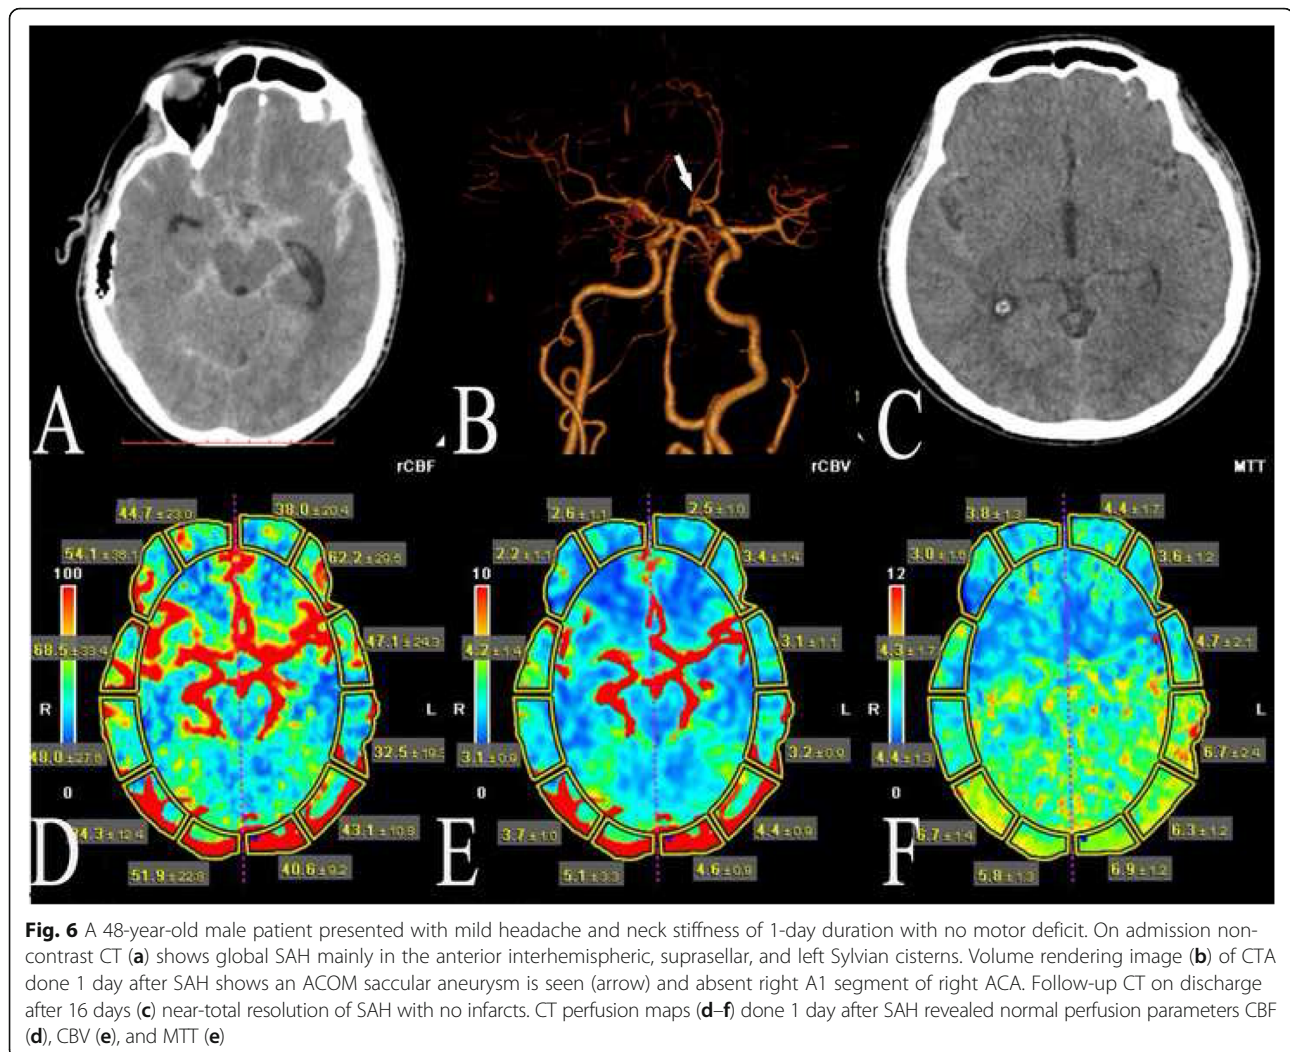 A
B
C
rCBF
rCBV
MTT
44.7±23.0
38.0±20.4
2.6±1.1
2.5±1.0
3.8±1.3
4.4±1.7
54.1±38.1
62.2±29.5
2.2±1.1
3.4±1.4
3.0±1.6
3.6±1.2
100
10
12
68.5±33.4
47.1±24.3
4.2±1.4
3.1±1.1
4.3±1.7
4.7±2.1
R
L
R
L
R
L
48.0±27.6
32.5±19.
3.1±0.9
3.2±0.9
4.4±1.3
6.7±2.4
0
0
0
4.3±12.4
43.1±10.8
3.7±1.0
4.4±0.9
6.7±1.4
6.3±1.2
D
E
F
51.9±22.8
40.6±9.2
5.1±3.3
4.6±0.9
5.8±1.3
6.9±1.2
Fig. 6 A 48-year-old male patient presented with mild headache and neck stiffness of 1-day duration with no motor deficit. On admission non-
contrast CT (a) shows global SAH mainly in the anterior interhemispheric, suprasellar, and left Sylvian cisterns. Volume rendering image (b) of CTA
done 1 day after SAH shows an ACOM saccular aneurysm is seen (arrow) and absent right A1 segment of right ACA. Follow-up CT on discharge
after 16 days (c) near-total resolution of SAH with no infarcts. CT perfusion maps (d–f) done 1 day after SAH revealed normal perfusion parameters CBF
(d), CBV (e), and MTT (e)